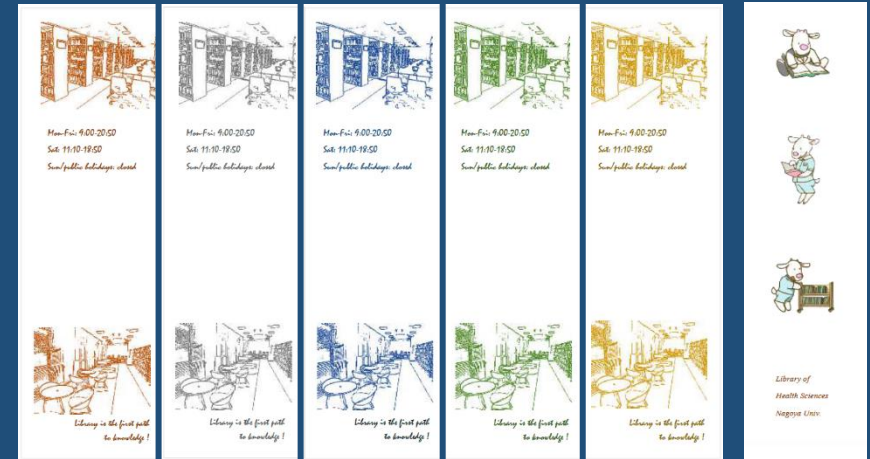 Mon-Fri: 9:00-20:50
Sat: 11:10-18:50
Sun/public holidays: closed
Library is the first path
to knowledge !
Mon-Fri: 9:00-20:50
Sat: 11:10-18:50
Sun/public holidays: closed
Library is the first path
to knowledge !
Mon-Fri: 9:00-20:50
Sat: 11:10-18:50
Sun/public holidays: closed
Library is the first path
to knowledge !
Mon-Fri: 9:00-20:50
Sat: 11:10-18:50
Sun/public holidays: closed
Library is the first path
to knowledge !
Mon-Fri: 9:00-20:50
Sat: 11:10-18:50
Sun/public holidays: closed
Library is the first path
to knowledge !
Library of
Health Sciences
Nagoya Univ.